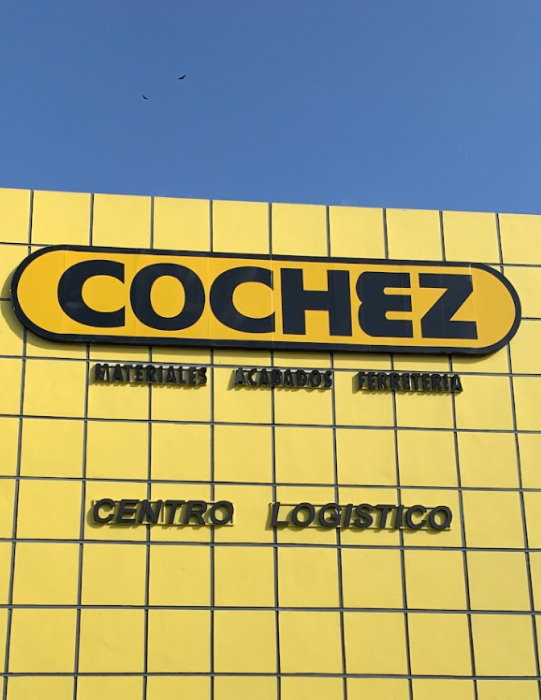 COCHEZ
MATERIALES ACABADOS FERRETERIA
CENTRO LOGISTICO